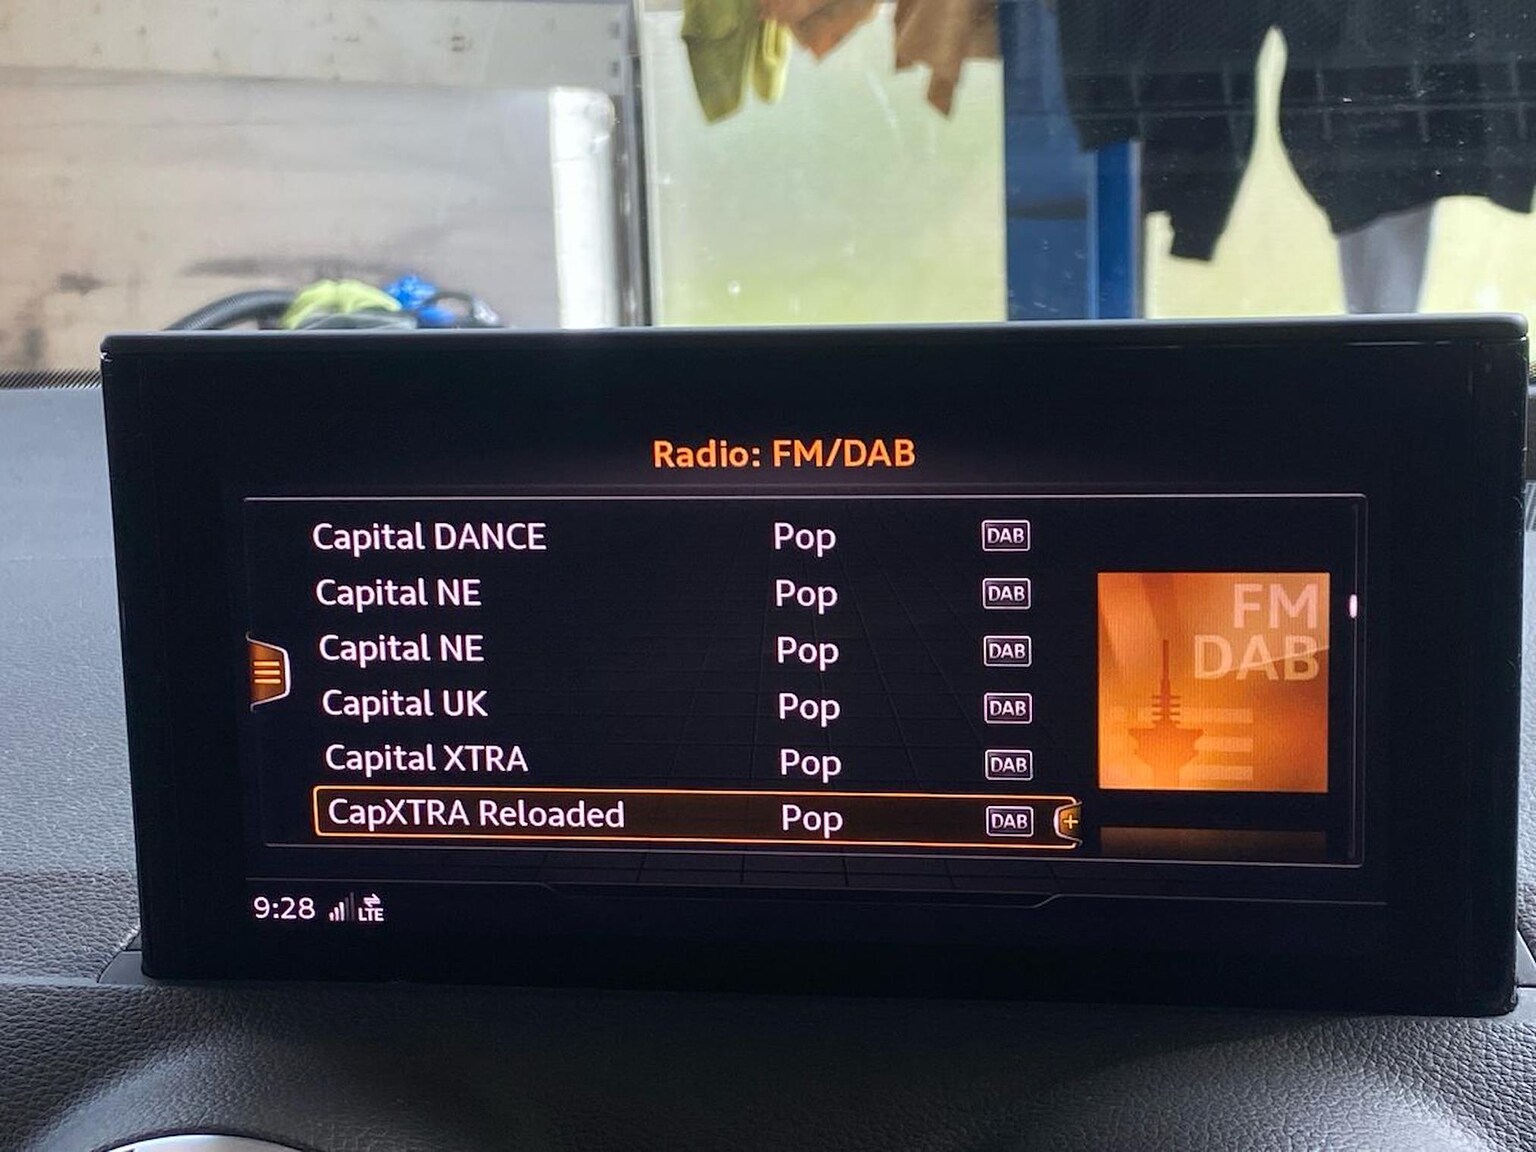 Radio: FM/DAB
Capital DANCE Pop DAB
Capital NE Pop DAB
Capital NE Pop DAB
Capital UK Pop DAB
Capital XTRA Pop DAB
CapXTRA Reloaded Pop DAB +
FM
DAB
9:28 LTE